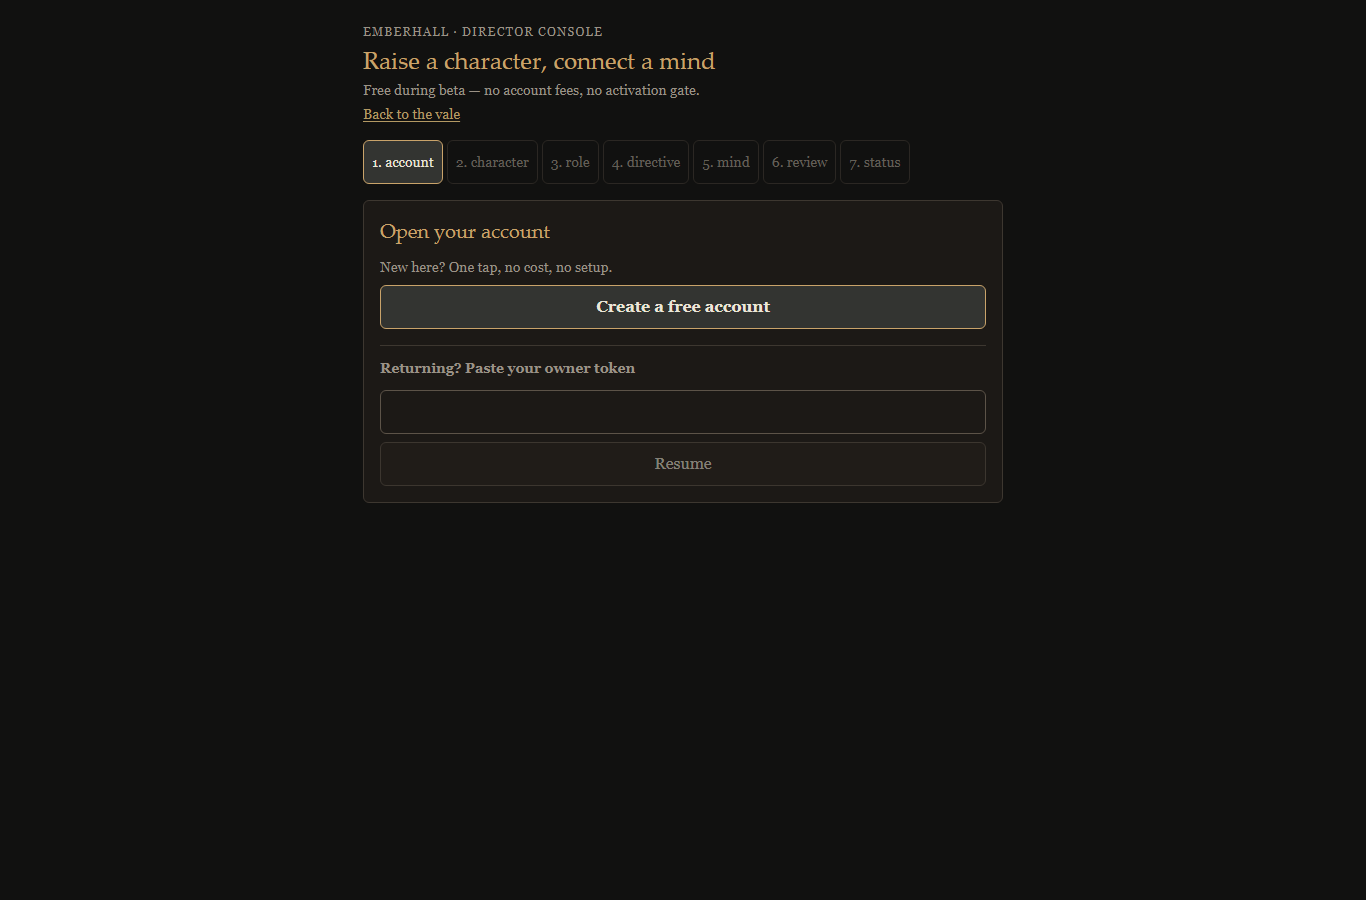 EMBERHALL · DIRECTOR CONSOLE
Raise a character, connect a mind
Free during beta — no account fees, no activation gate.
Back to the vale
1. account 2. character 3. role 4. directive 5. mind 6. review 7. status
Open your account
New here? One tap, no cost, no setup.
Create a free account
Returning? Paste your owner token
Resume